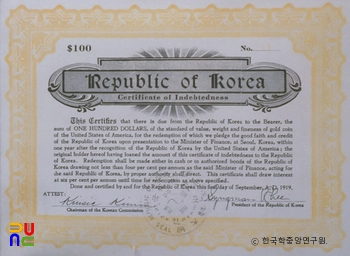 $100 No.
Republic of Korea
Certificate of Indebtedness
This Certifies that there is due from the Republic of Korea to the Bearer, the
sum of ONE HUNDRED DOLLARS, of the standard of value, weight and fineness of gold coin
of the United States of America, for the redemption of which we pledge the good faith and credit
of the Republic of Korea upon presentation to the Minister of Finance, at Seoul, Korea, within
one year after the recognition of the Republic of Korea by the United States of America; the
original holder hereof having loaned the amount of this certificate of indebtedness to the Republic
of Korea. Redemption shall be made either in cash or in authorized bonds of the Republic of
Korea drawing not less than four per cent per annum as the said Minister of Finance, acting for
the said Republic of Korea, by proper authority shall direct. This certificate shall draw interest
at six per cent per annum until time for redemption as above specified.
Done and certified by and for the Republic of Korea this first day of September, A. D. 1919,
ATTEST:
Kiusic Kimm Syngman Rhee
Chairman of the Korean Commission President of the Republic of Korea
SEAL
© 한국학중앙연구원